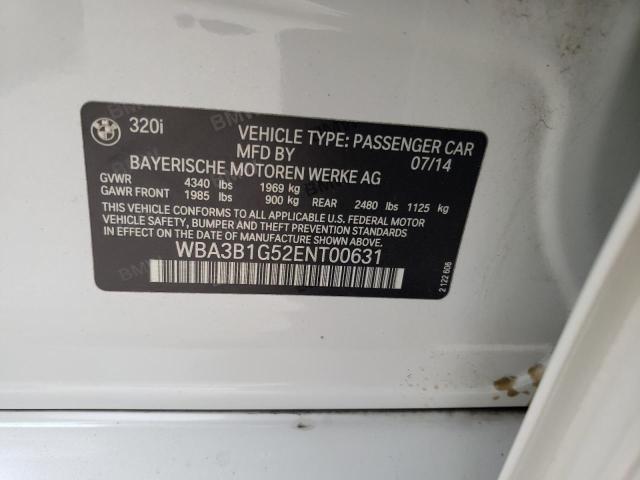 320i VEHICLE TYPE: PASSENGER CAR
MFD BY 07/14
BAYERISCHE MOTOREN WERKE AG
GVWR 4340 lbs 1969 kg
GAWR FRONT 1985 lbs 900 kg REAR 2480 lbs 1125 kg
THIS VEHICLE CONFORMS TO ALL APPLICABLE U.S. FEDERAL MOTOR
VEHICLE SAFETY, BUMPER AND THEFT PREVENTION STANDARDS
IN EFFECT ON THE DATE OF MANUFACTURE SHOWN ABOVE.
WBA3B1G52ENT00631
2 122 606